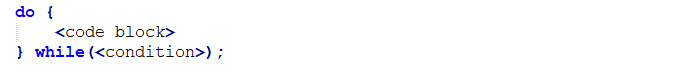 do {
    <code block>
} while(<condition>);